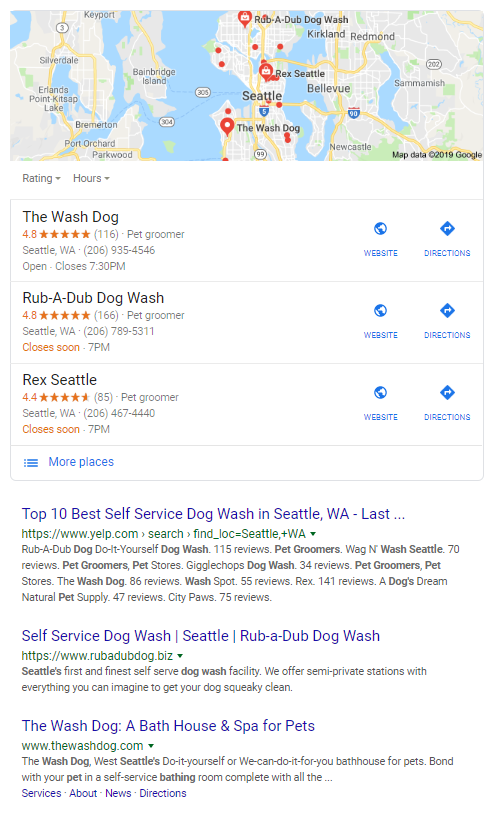 Rub-A-Dub Dog Wash
Kirkland
Redmond
3
Silverdale
Rex Seattle
Bainbridge
Island
305
Seattle
Sammamish
Bellevue
Erlands
Point-Kitsap
Lake
5
90
304
The Wash Dog
Bremerton
Port Orchard
Newcastle
Parkwood
99
Map data ©2019 Google
Rating Hours
The Wash Dog
4.8 ★★★★★ (116) · Pet groomer
Seattle, WA · (206) 935-4546
Open · Closes 7:30PM
WEBSITE DIRECTIONS
Rub-A-Dub Dog Wash
4.8 ★★★★★ (166) · Pet groomer
Seattle, WA · (206) 789-5311
Closes soon · 7PM
WEBSITE DIRECTIONS
Rex Seattle
4.4 ★★★★★ (85) · Pet groomer
Seattle, WA · (206) 467-4440
Closes soon · 7PM
WEBSITE DIRECTIONS
More places
Top 10 Best Self Service Dog Wash in Seattle, WA - Last ...
https://www.yelp.com › search › find_loc=Seattle,+WA
Rub-A-Dub Dog Do-It-Yourself Dog Wash. 115 reviews. Pet Groomers. Wag N' Wash Seattle. 70
reviews. Pet Groomers, Pet Stores. Gigglechops Dog Wash. 34 reviews. Pet Groomers, Pet
Stores. The Wash Dog. 86 reviews. Wash Spot. 55 reviews. Rex. 141 reviews. A Dog's Dream
Natural Pet Supply. 47 reviews. City Paws. 75 reviews.
Self Service Dog Wash | Seattle | Rub-a-Dub Dog Wash
https://www.rubadubdog.biz
Seattle's first and finest self serve dog wash facility. We offer semi-private stations with
everything you can imagine to get your dog squeaky clean.
The Wash Dog: A Bath House & Spa for Pets
www.thewashdog.com
The Wash Dog, West Seattle's Do-it-yourself or We-can-do-it-for-you bathhouse for pets. Bond
with your pet in a self-service bathing room complete with all the ...
Services · About · News · Directions